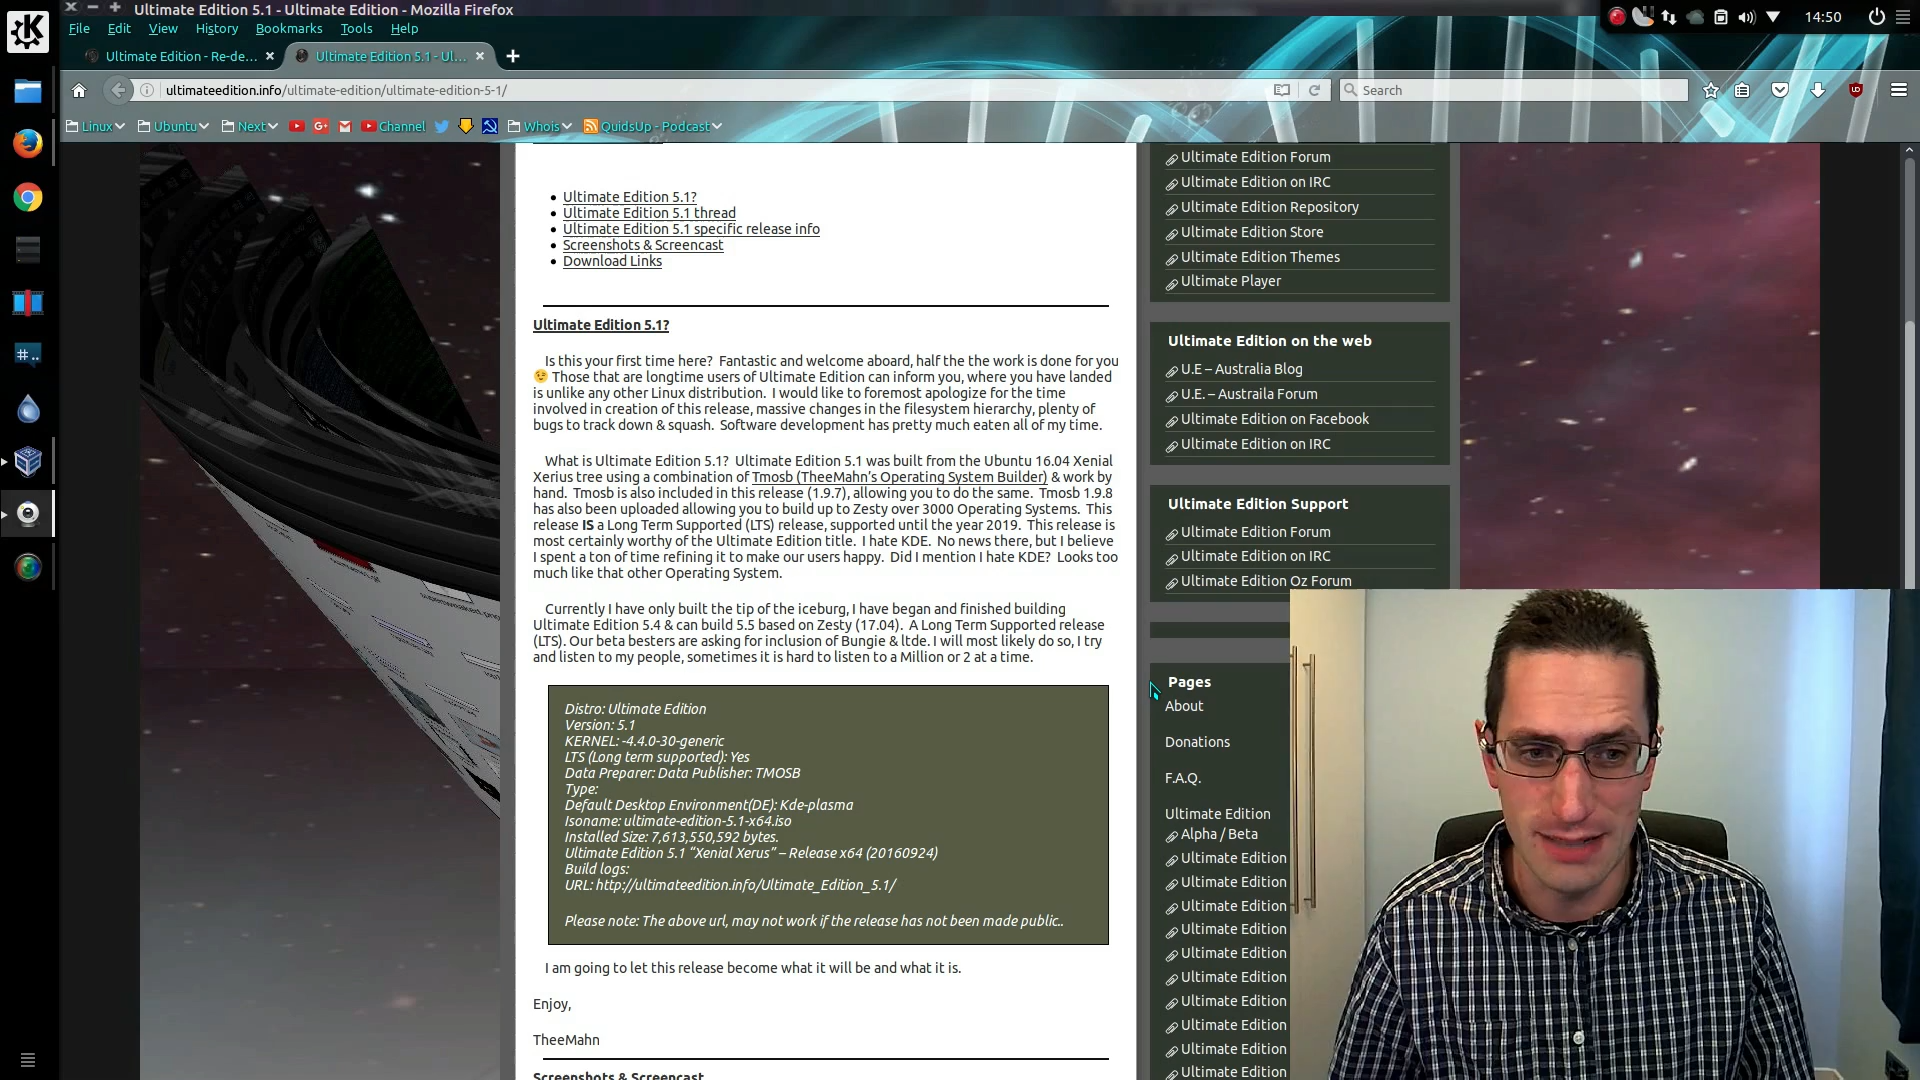 Ultimate Edition 5.1 - Ultimate Edition - Mozilla Firefox
14:50
File Edit View History Bookmarks Tools Help
Ultimate Edition - Re-de...
Ultimate Edition 5.1 - Ul...
ultimateedition.info/ultimate-edition/ultimate-edition-5-1/
Search
Linux
Ubuntu
Next
Channel
Whois
QuidsUp - Podcast
Ultimate Edition 5.1?
Ultimate Edition 5.1 thread
Ultimate Edition 5.1 specific release info
Screenshots & Screencast
Download Links
Ultimate Edition 5.1?
Is this your first time here? Fantastic and welcome aboard, half the the work is done for you
Those that are longtime users of Ultimate Edition can inform you, where you have landed
is unlike any other Linux distribution. I would like to foremost apologize for the time
involved in creation of this release, massive changes in the filesystem hierarchy, plenty of
bugs to track down & squash. Software development has pretty much eaten all of my time.
What is Ultimate Edition 5.1? Ultimate Edition 5.1 was built from the Ubuntu 16.04 Xenial
Xerius tree using a combination of Tmosb (TheeMahn's Operating System Builder) & work by
hand. Tmosb is also included in this release (1.9.7), allowing you to do the same. Tmosb 1.9.8
has also been uploaded allowing you to build up to Zesty over 3000 Operating Systems. This
release IS a Long Term Supported (LTS) release, supported until the year 2019. This release is
most certainly worthy of the Ultimate Edition title. I hate KDE. No news there, but I believe
I spent a ton of time refining it to make our users happy. Did I mention I hate KDE? Looks too
much like that other Operating System.
Currently I have only built the tip of the iceburg, I have began and finished building
Ultimate Edition 5.4 & can build 5.5 based on Zesty (17.04). A Long Term Supported release
(LTS). Our beta besters are asking for inclusion of Bungie & ltde. I will most likely do so, I try
and listen to my people, sometimes it is hard to listen to a Million or 2 at a time.
Distro: Ultimate Edition
Version: 5.1
KERNEL: -4.4.0-30-generic
LTS (Long term supported): Yes
Data Preparer: Data Publisher: TMOSB
Type:
Default Desktop Environment(DE): Kde-plasma
Isoname: ultimate-edition-5.1-x64.iso
Installed Size: 7,613,550,592 bytes.
Ultimate Edition 5.1 “Xenial Xerus” – Release x64 (20160924)
Build logs:
URL: http://ultimateedition.info/Ultimate_Edition_5.1/
Please note: The above url, may not work if the release has not been made public..
I am going to let this release become what it will be and what it is.
Enjoy,
TheeMahn
Screenshots & Screencast
Ultimate Edition Forum
Ultimate Edition on IRC
Ultimate Edition Repository
Ultimate Edition Store
Ultimate Edition Themes
Ultimate Player
Ultimate Edition on the web
U.E – Australia Blog
U.E. – Austraila Forum
Ultimate Edition on Facebook
Ultimate Edition on IRC
Ultimate Edition Support
Ultimate Edition Forum
Ultimate Edition on IRC
Ultimate Edition Oz Forum
Pages
About
Donations
F.A.Q.
Ultimate Edition
Alpha / Beta
Ultimate Edition
Ultimate Edition
Ultimate Edition
Ultimate Edition
Ultimate Edition
Ultimate Edition
Ultimate Edition
Ultimate Edition
Ultimate Edition
Ultimate Edition